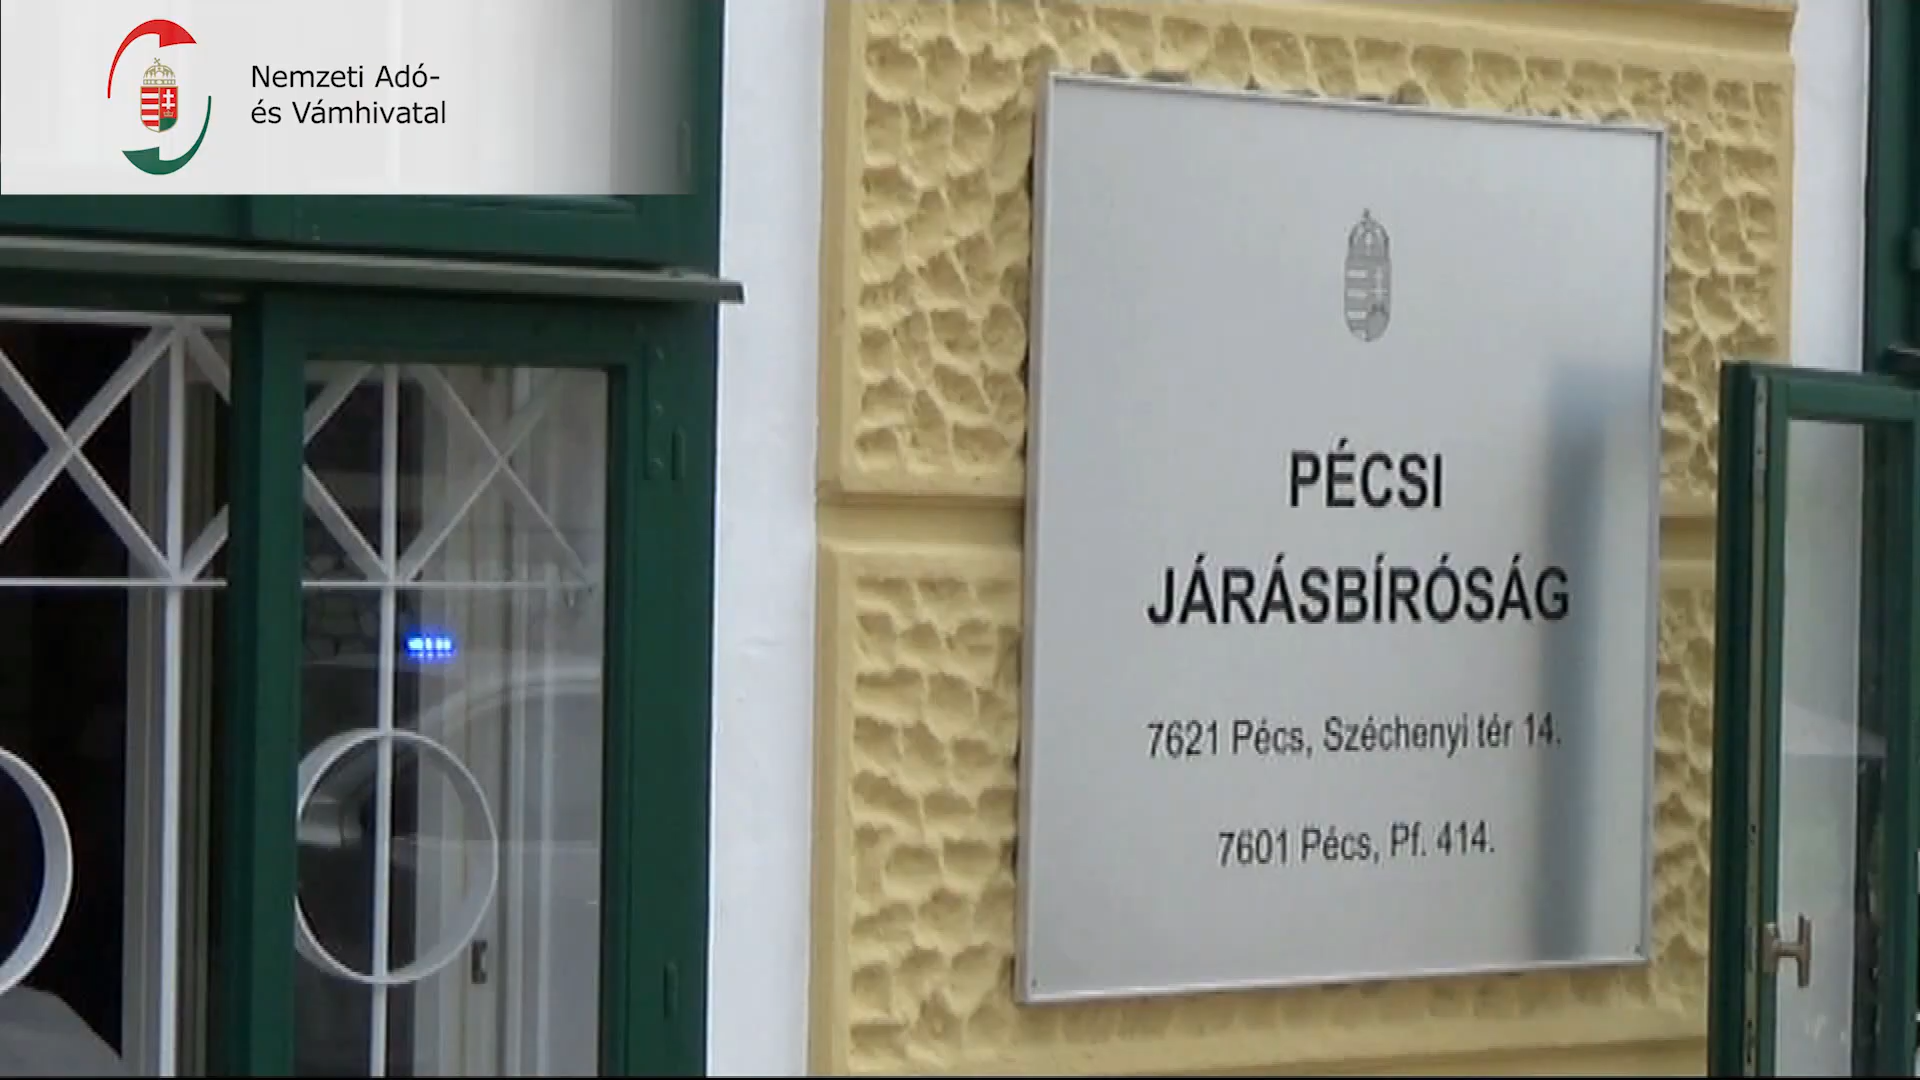 Nemzeti Adó-
és Vámhivatal
PÉCSI
JÁRÁSBÍRÓSÁG
7621 Pécs, Széchenyi tér 14.
7601 Pécs, Pf. 414.